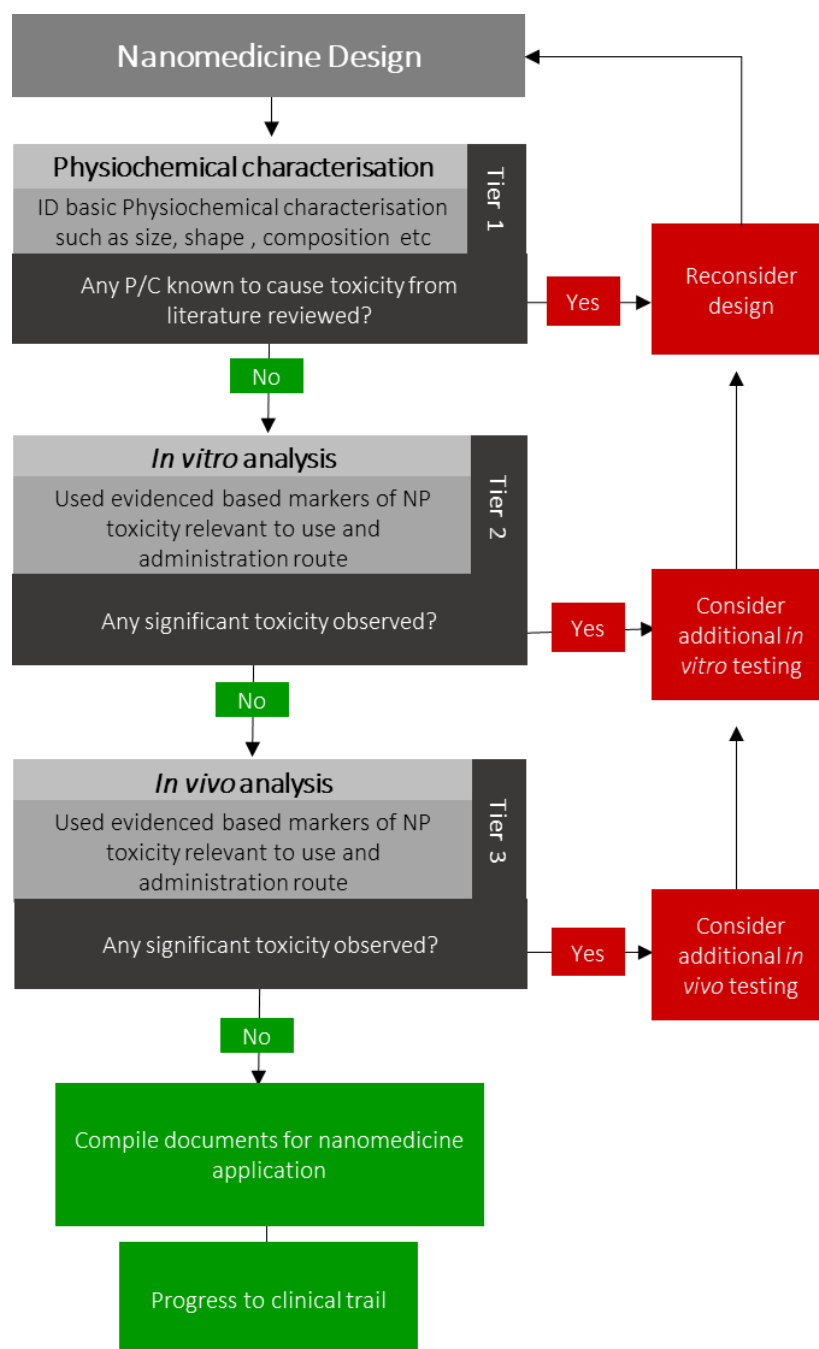 Nanomedicine Design
Physiochemical characterisation
Tier 1
ID basic Physiochemical characterisation
such as size, shape , composition etc
Any P/C known to cause toxicity from
literature reviewed?
Yes
Reconsider
design
No
In vitro analysis
Tier 2
Used evidenced based markers of NP
toxicity relevant to use and
administration route
Any significant toxicity observed?
Yes
Consider
additional in
vitro testing
No
In vivo analysis
Tier 3
Used evidenced based markers of NP
toxicity relevant to use and
administration route
Any significant toxicity observed?
Yes
Consider
additional in
vivo testing
No
Compile documents for nanomedicine
application
Progress to clinical trail